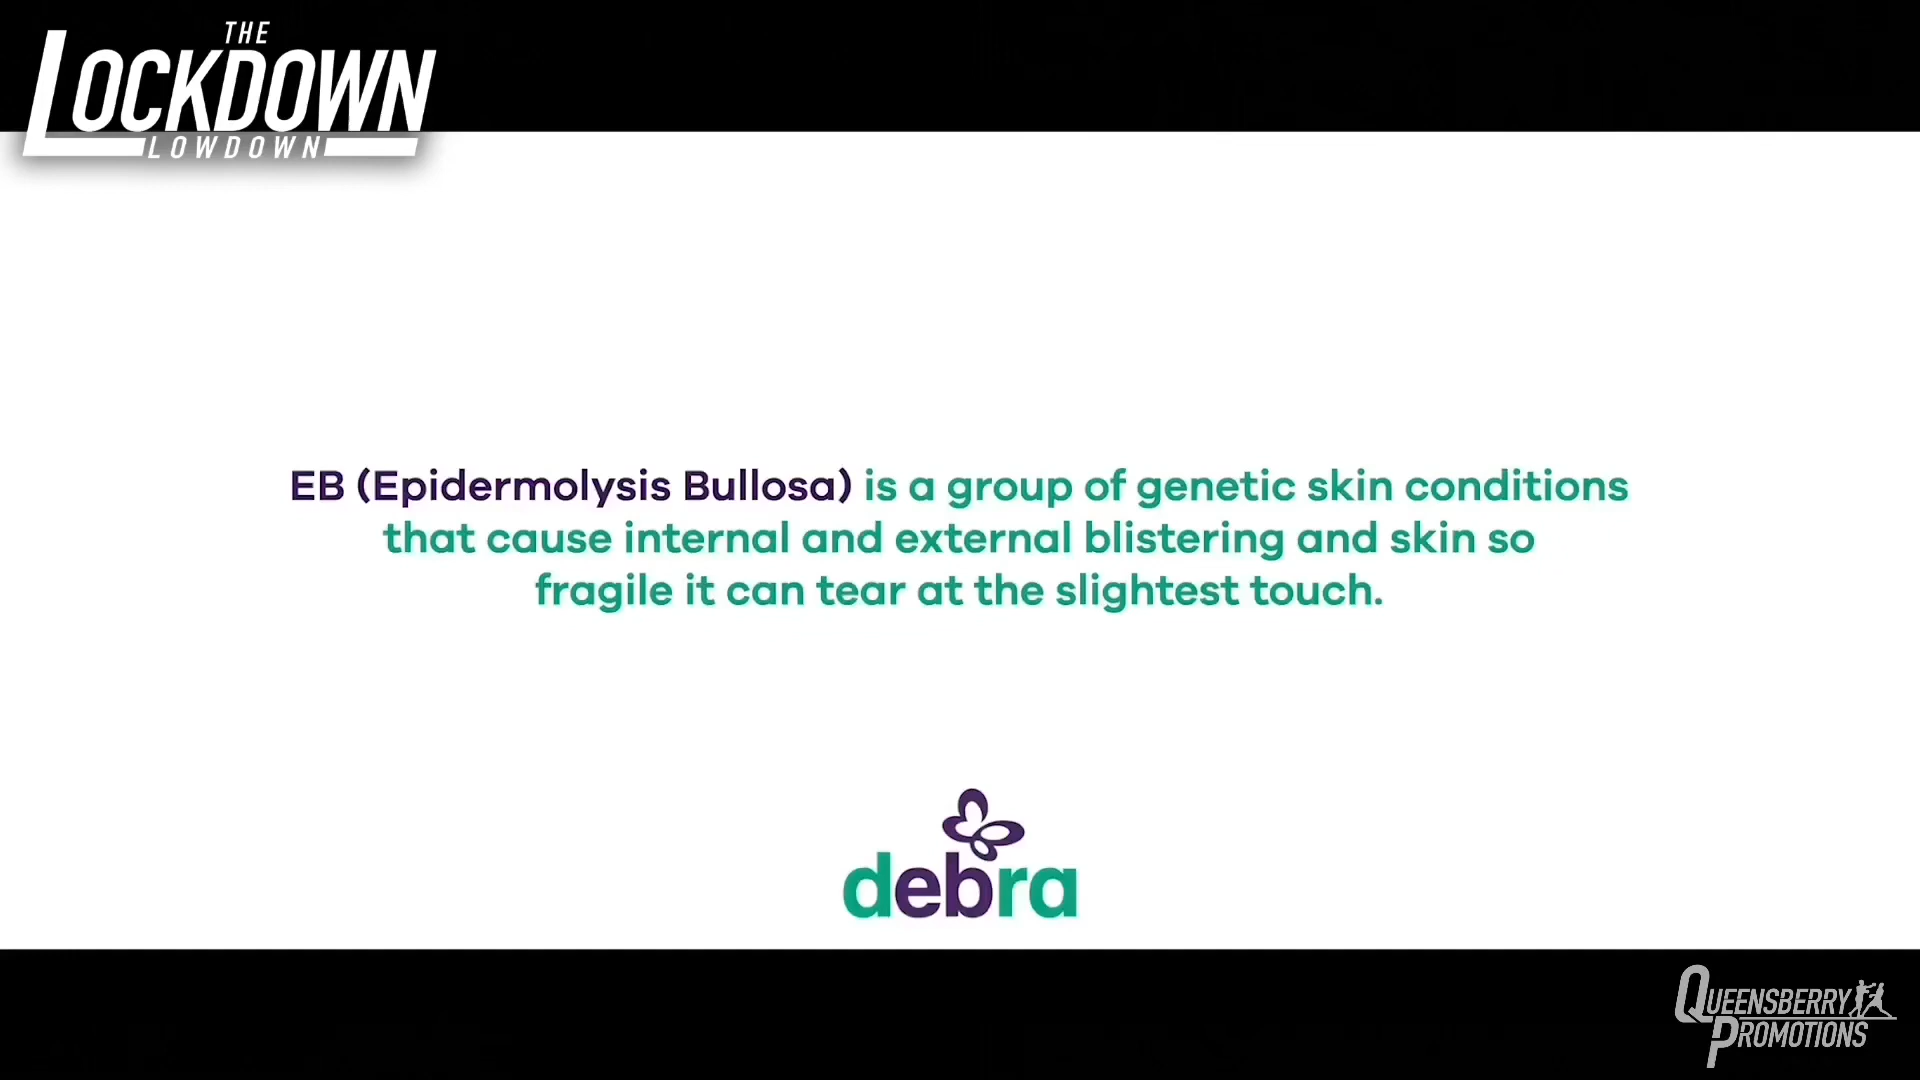 THE
LOCKDOWN
LOWDOWN
EB (Epidermolysis Bullosa) is a group of genetic skin conditions
that cause internal and external blistering and skin so
fragile it can tear at the slightest touch.
debra
QUEENSBERRY
PROMOTIONS